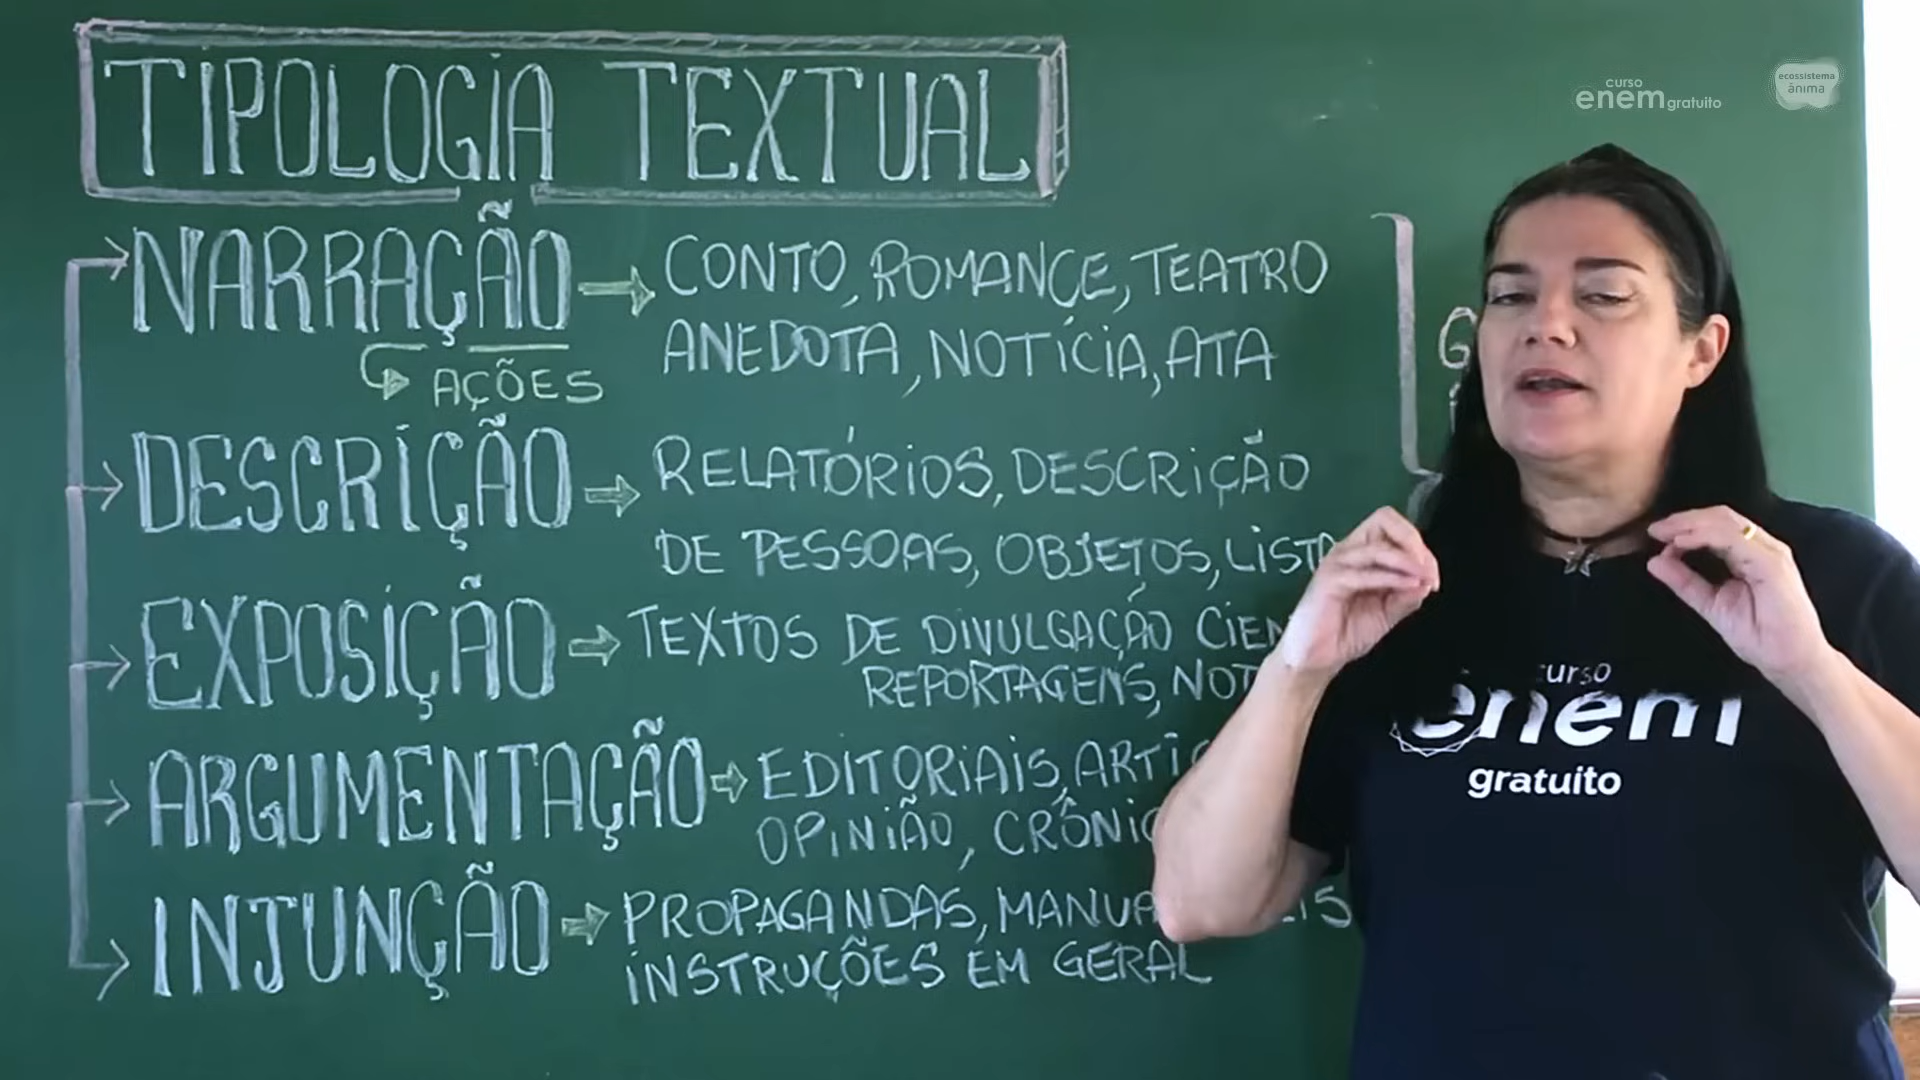 TIPOLOGIA TEXTUAL
curso
enem gratuito
ecossistema
ânima
NARRAÇÃO → CONTO, ROMANCE, TEATRO
ANEDOTA, NOTÍCIA, ATA
AÇÕES
DESCRIÇÃO → RELATÓRIOS, DESCRIÇÃO
DE PESSOAS, OBJETOS,
EXPOSIÇÃO → TEXTOS DE DIVULGAÇÃO
REPORTAGENS,
ARGUMENTAÇÃO → EDITORIAIS,
OPINIÃO,
INJUNÇÃO → PROPAGANDAS,
INSTRUÇÕES EM GERAL
curso
enem
gratuito